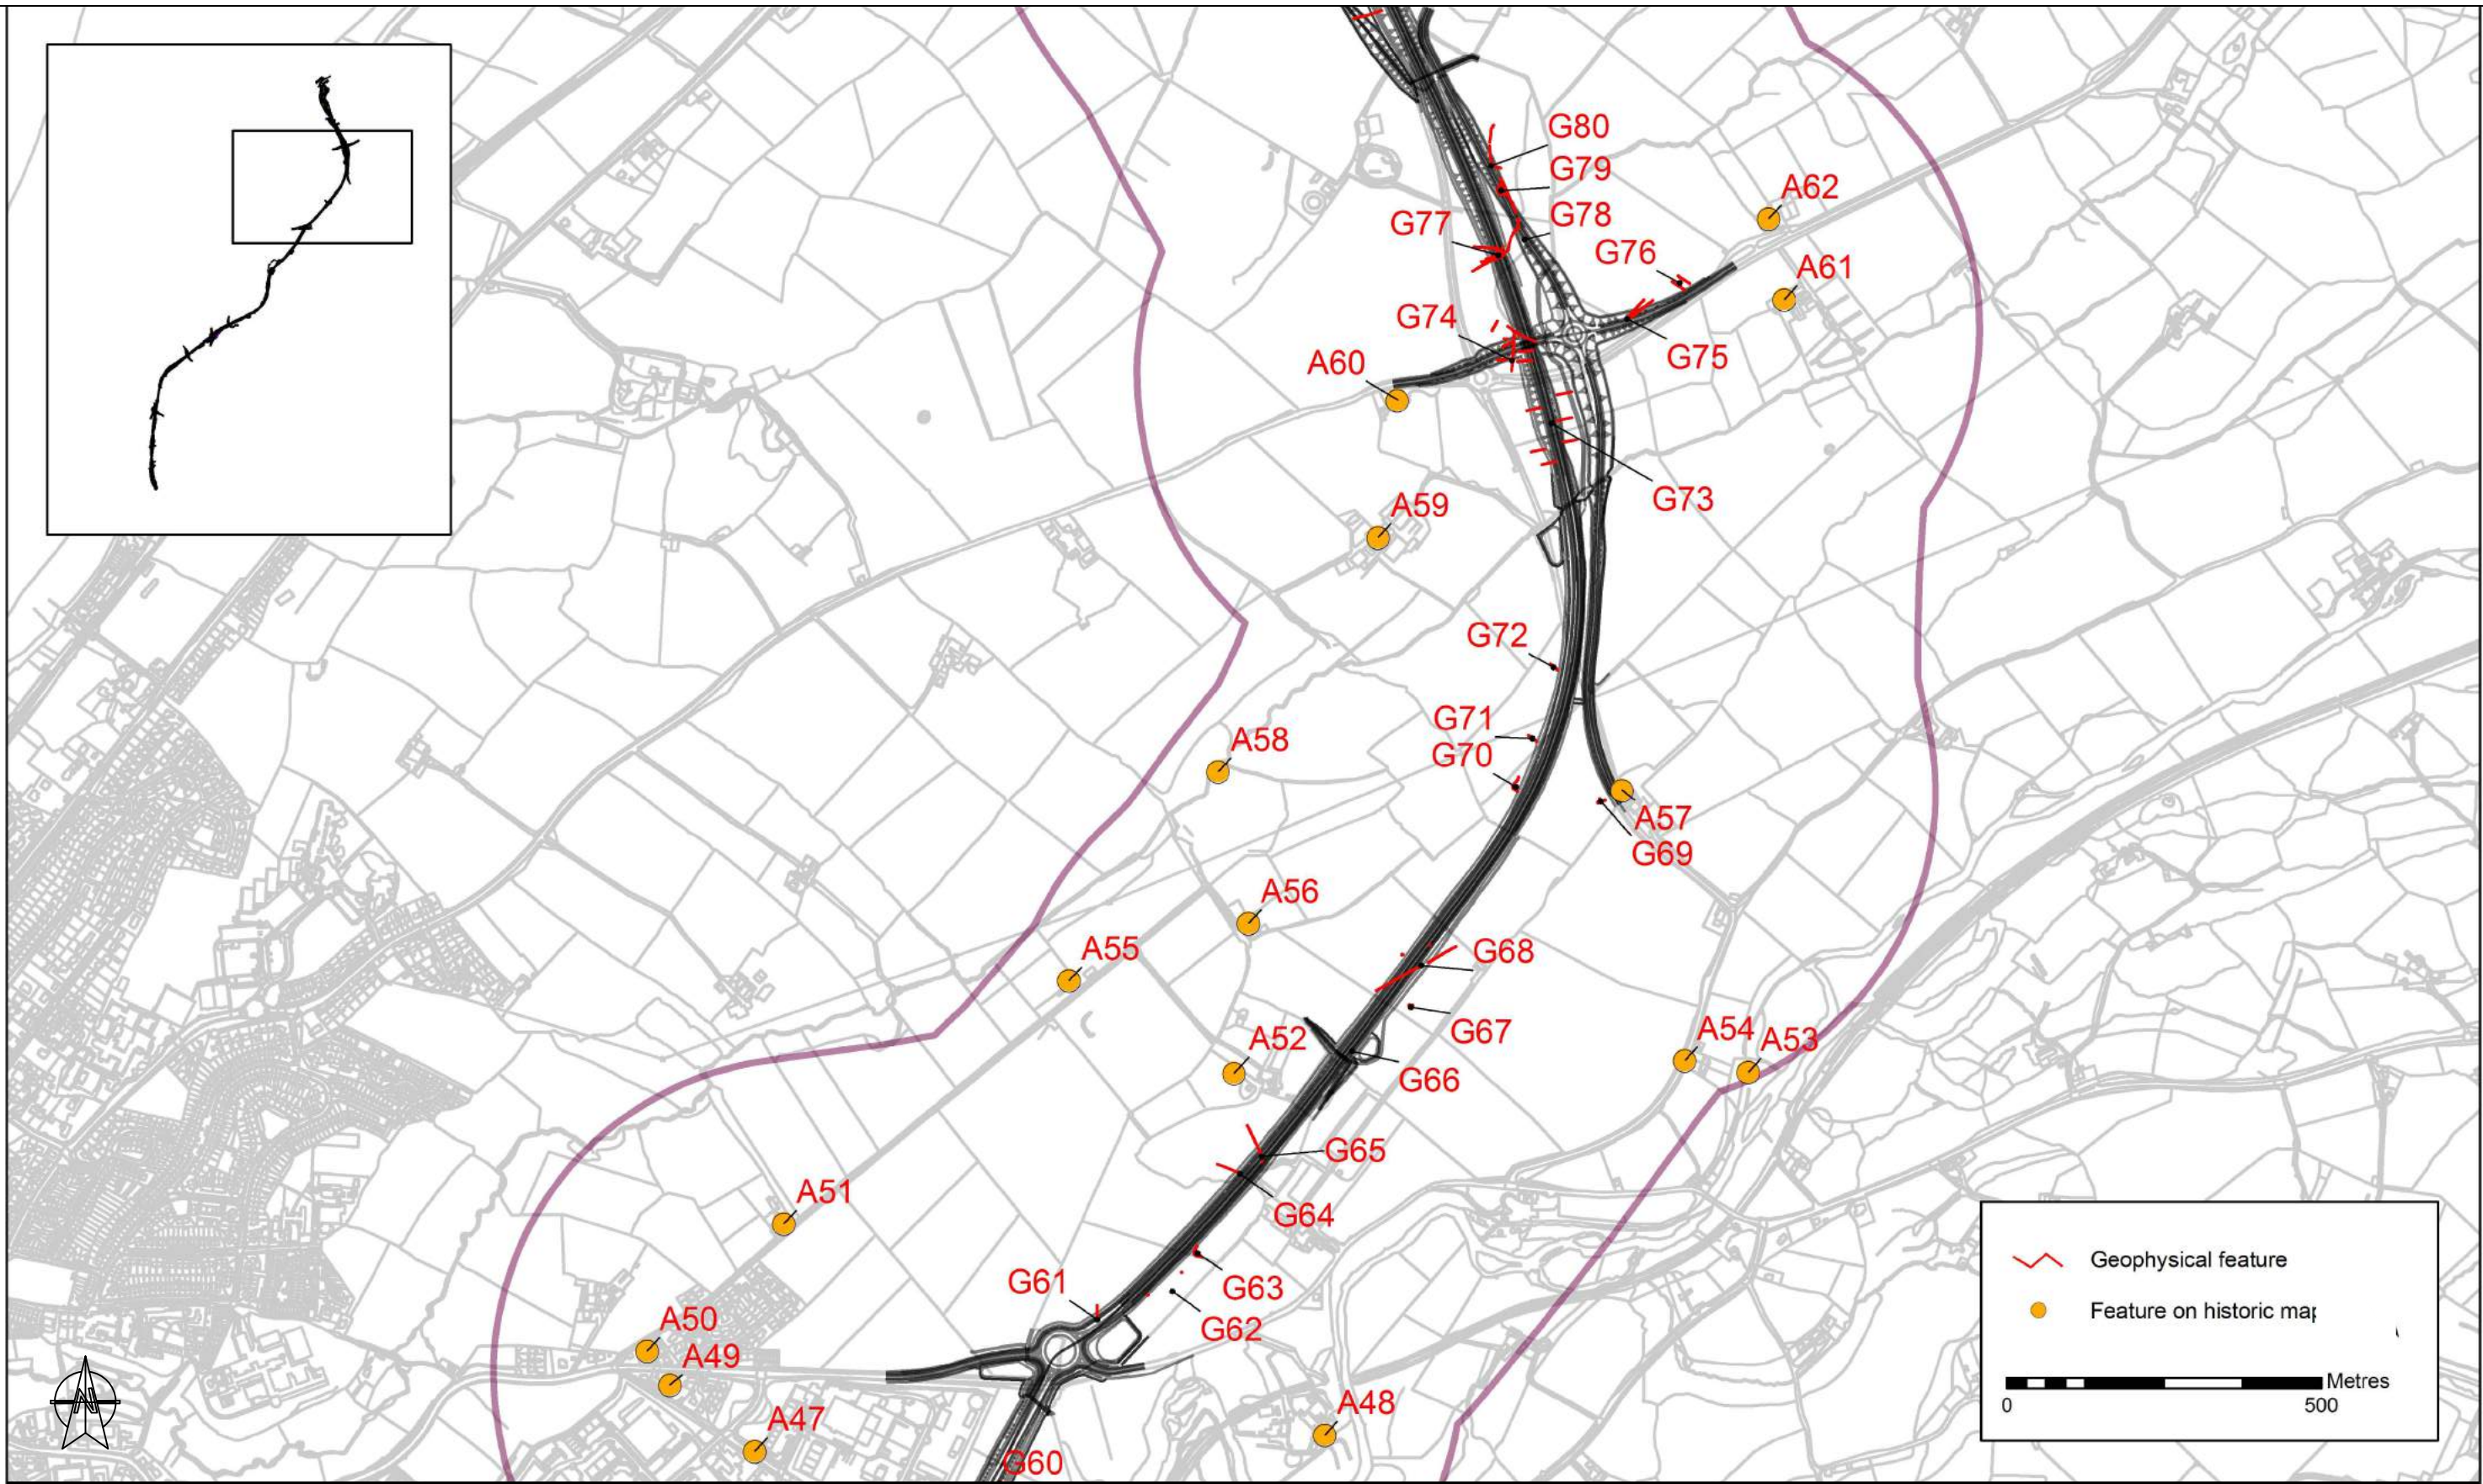 G80
G79
A62
G78
G77
G76
A61
G74
G75
A60
G73
A59
G72
G71
A58
G70
A57
G69
A56
A55
G68
G67
A54
A53
A52
G66
G65
A51
G64
G61
G63
A50
G62
A49
A48
A47
G60
N
Geophysical feature
Feature on historic map
Metres
0 500